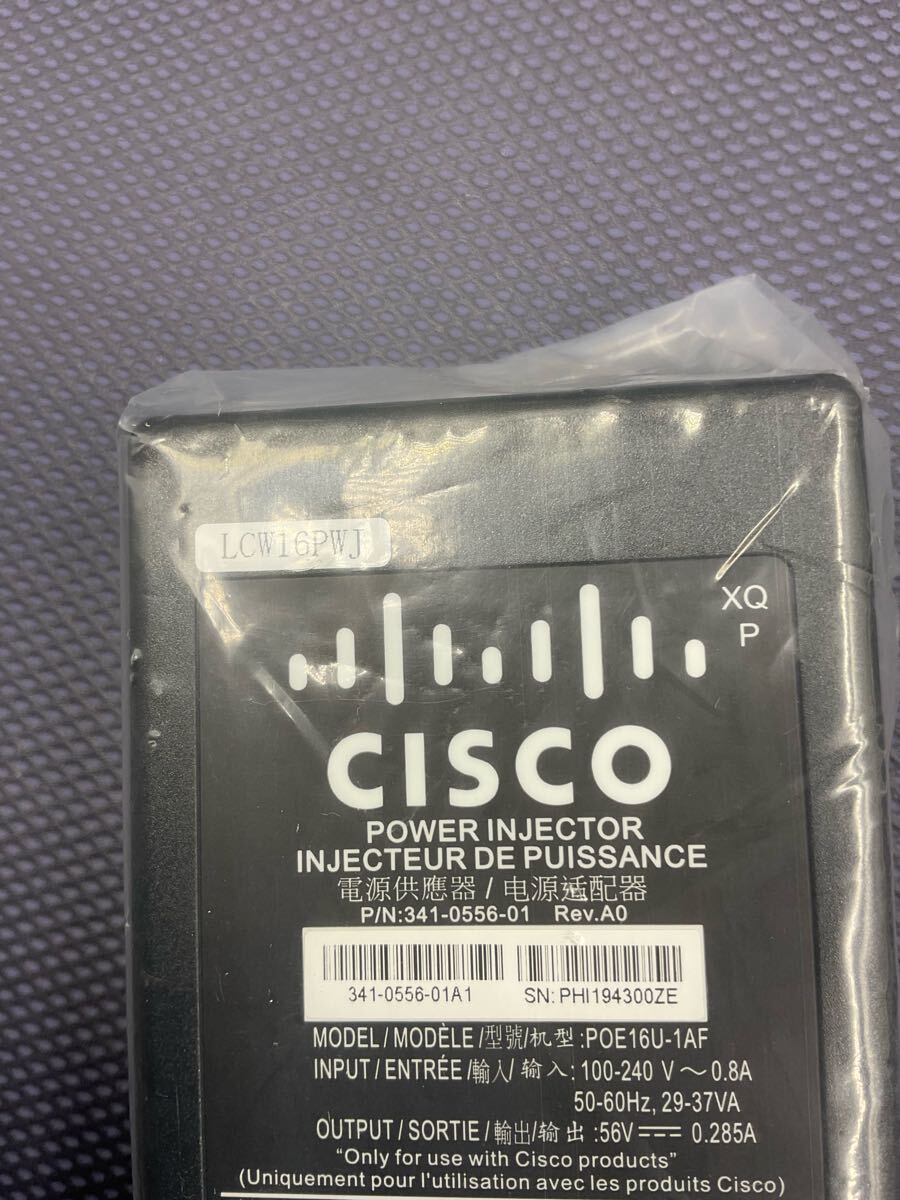 LCW16PWJ
XQ
P
CISCO
POWER INJECTOR
INJECTEUR DE PUISSANCE
電源供應器 / 电源适配器
P/N:341-0556-01 Rev.A0
341-0556-01A1 SN: PHI194300ZE
MODEL / MODÈLE /型號/机型 :POE16U-1AF
INPUT / ENTRÉE /輸入/ 输入: 100-240 V ～ 0.8A
50-60Hz, 29-37VA
OUTPUT / SORTIE / 輸出/输出 :56V⎓ 0.285A
“Only for use with Cisco products”
(Uniquement pour l'utilisation avec les produits Cisco)